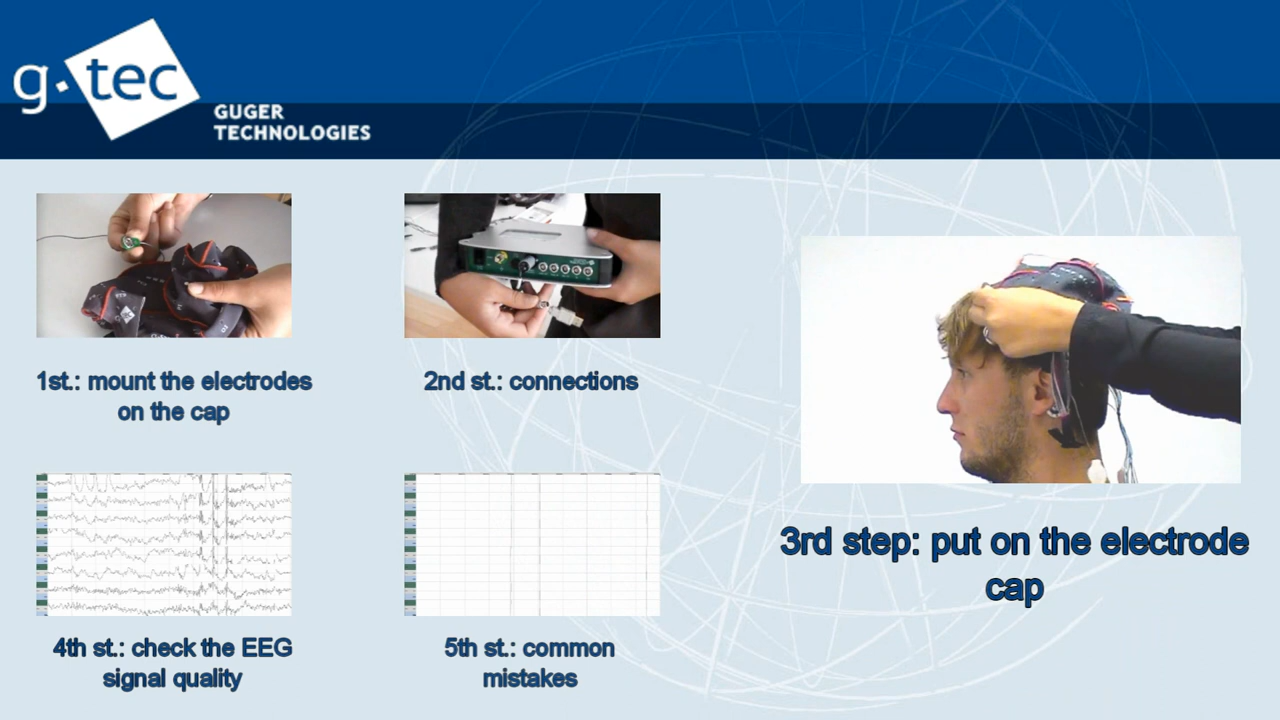 g.tec
GUGER
TECHNOLOGIES
1st.: mount the electrodes
on the cap
2nd st.: connections
3rd step: put on the electrode
cap
4th st.: check the EEG
signal quality
5th st.: common
mistakes